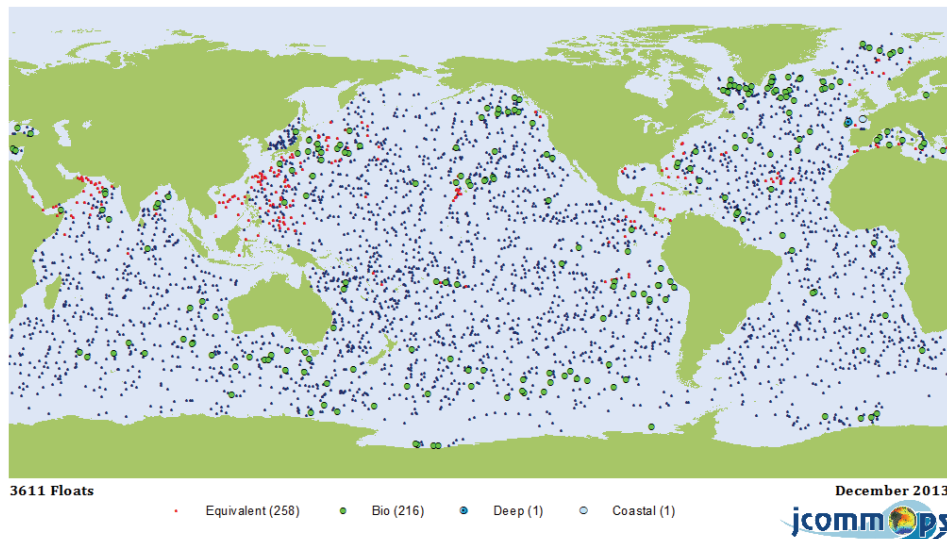 3611 Floats
December 2013
Equivalent (258)
Bio (216)
Deep (1)
Coastal (1)
jcommops